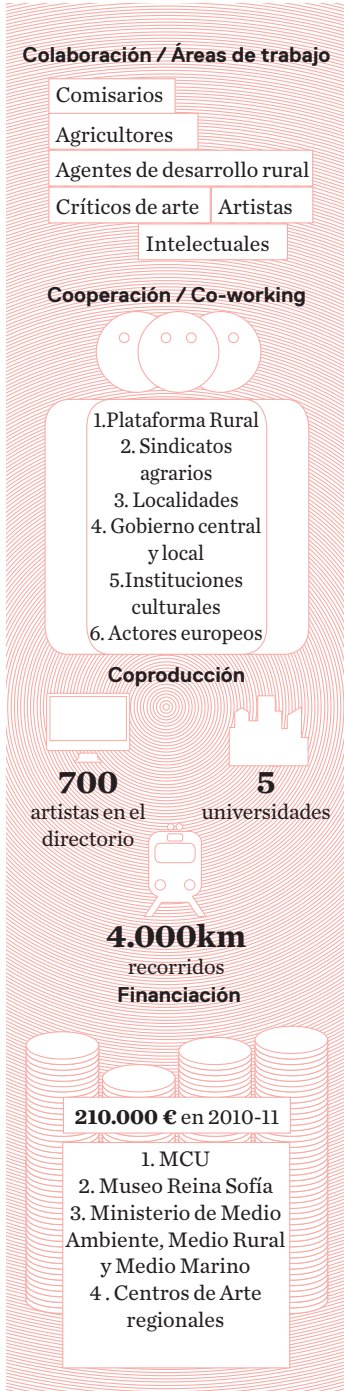 Colaboración / Áreas de trabajo
Comisarios
Agricultores
Agentes de desarrollo rural
Críticos de arte
Artistas
Intelectuales
Cooperación / Co-working
1.Plataforma Rural
2. Sindicatos
agrarios
3. Localidades
4. Gobierno central
y local
5.Instituciones
culturales
6. Actores europeos
Coproducción
700
artistas en el
directorio
5
universidades
4.000km
recorridos
Financiación
210.000 € en 2010-11
1. MCU
2. Museo Reina Sofía
3. Ministerio de Medio
Ambiente, Medio Rural
y Medio Marino
4 . Centros de Arte
regionales